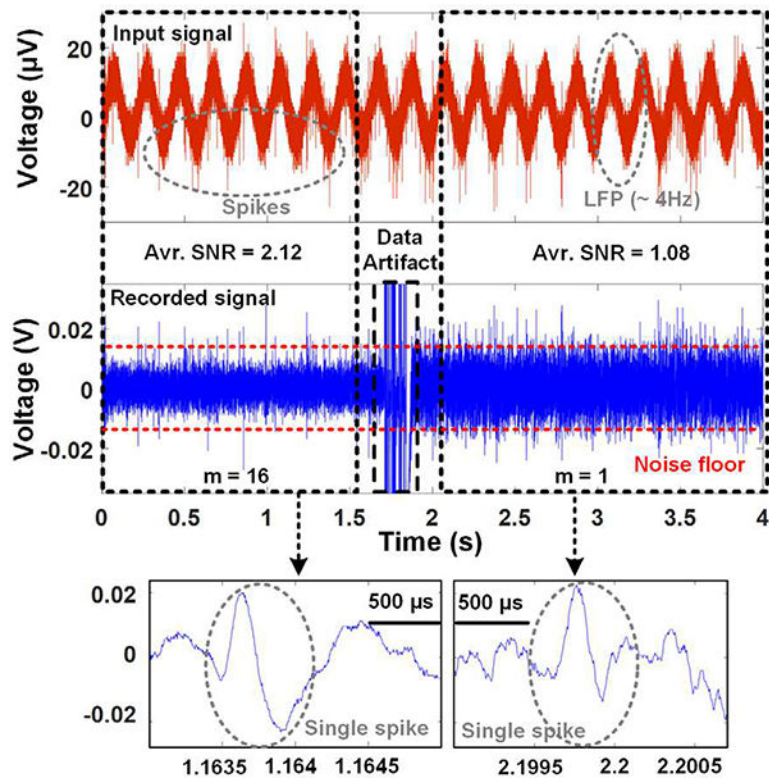 Input signal
Voltage (µV)
20
0
-20
Spikes
LFP (~ 4Hz)
Avr. SNR = 2.12
Data
Artifact
Avr. SNR = 1.08
Recorded signal
Voltage (V)
0.02
0
-0.02
m = 16
m = 1
Noise floor
0 0.5 1 1.5 2 2.5 3 3.5 4
Time (s)
0.02
0
-0.02
500 µs
500 µs
Single spike
Single spike
1.1635 1.164 1.1645
2.1995 2.2 2.2005